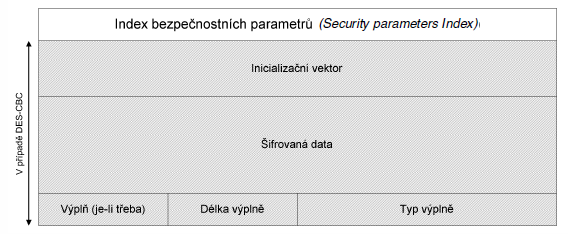 Index bezpečnostních parametrů (Security parameters Index)
V případě DES-CBC
Inicializační vektor
Šifrovaná data
Výplň (je-li třeba)
Délka výplně
Typ výplně